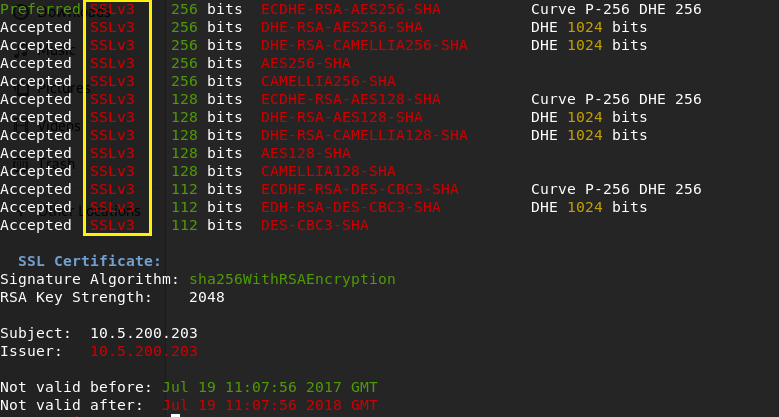 Preferred SSLv3 256 bits ECDHE-RSA-AES256-SHA Curve P-256 DHE 256
Accepted SSLv3 256 bits DHE-RSA-AES256-SHA DHE 1024 bits
Accepted SSLv3 256 bits DHE-RSA-CAMELLIA256-SHA DHE 1024 bits
Accepted SSLv3 256 bits AES256-SHA
Accepted SSLv3 256 bits CAMELLIA256-SHA
Accepted SSLv3 128 bits ECDHE-RSA-AES128-SHA Curve P-256 DHE 256
Accepted SSLv3 128 bits DHE-RSA-AES128-SHA DHE 1024 bits
Accepted SSLv3 128 bits DHE-RSA-CAMELLIA128-SHA DHE 1024 bits
Accepted SSLv3 128 bits AES128-SHA
Accepted SSLv3 128 bits CAMELLIA128-SHA
Accepted SSLv3 112 bits ECDHE-RSA-DES-CBC3-SHA Curve P-256 DHE 256
Accepted SSLv3 112 bits EDH-RSA-DES-CBC3-SHA DHE 1024 bits
Accepted SSLv3 112 bits DES-CBC3-SHA
SSL Certificate:
Signature Algorithm: sha256WithRSAEncryption
RSA Key Strength: 2048
Subject: 10.5.200.203
Issuer: 10.5.200.203
Not valid before: Jul 19 11:07:56 2017 GMT
Not valid after: Jul 19 11:07:56 2018 GMT